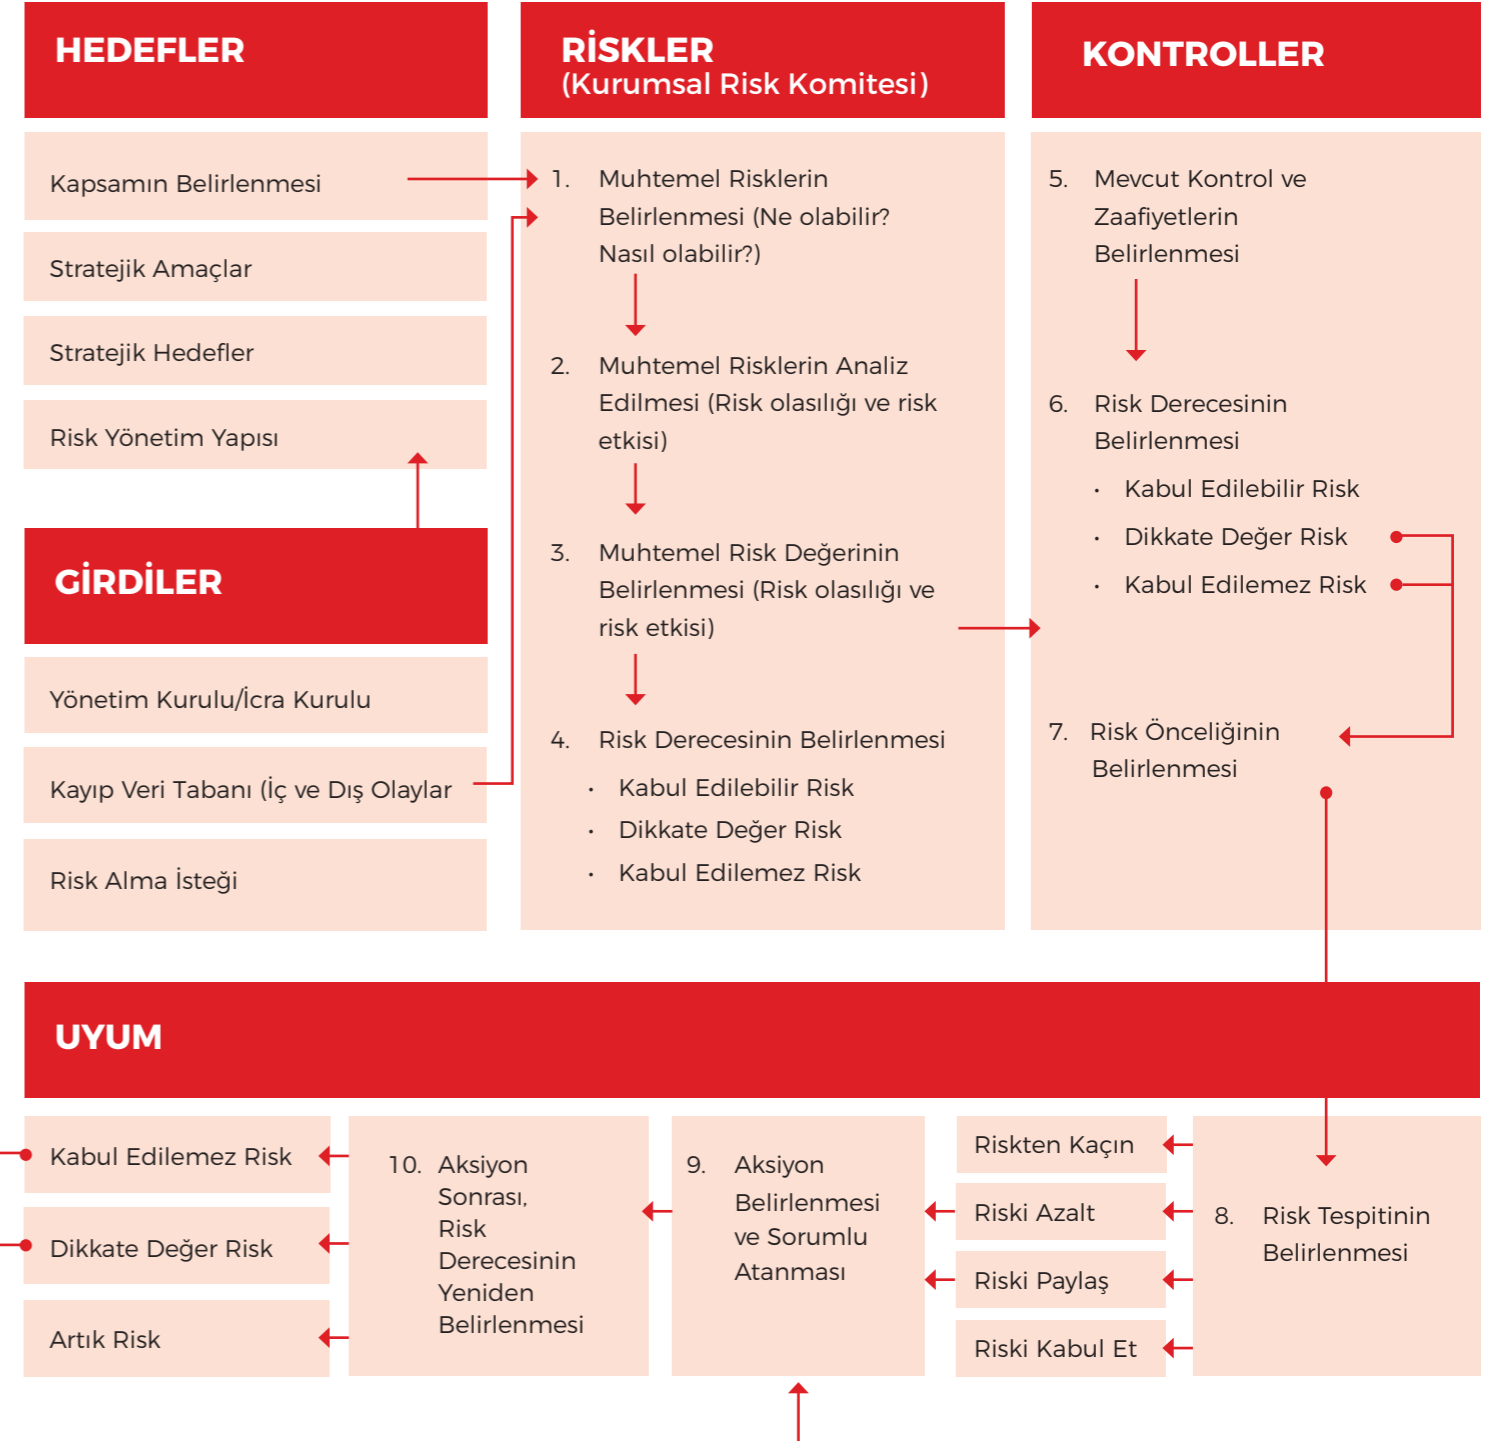 HEDEFLER
Kapsamın Belirlenmesi
Stratejik Amaçlar
Stratejik Hedefler
Risk Yönetim Yapısı
GİRDİLER
Yönetim Kurulu/İcra Kurulu
Kayıp Veri Tabanı (İç ve Dış Olaylar
Risk Alma İsteği
RİSKLER
(Kurumsal Risk Komitesi)
1. Muhtemel Risklerin
Belirlenmesi (Ne olabilir?
Nasıl olabilir?)
2. Muhtemel Risklerin Analiz
Edilmesi (Risk olasılığı ve risk
etkisi)
3. Muhtemel Risk Değerinin
Belirlenmesi (Risk olasılığı ve
risk etkisi)
4. Risk Derecesinin Belirlenmesi
• Kabul Edilebilir Risk
• Dikkate Değer Risk
• Kabul Edilemez Risk
KONTROLLER
5. Mevcut Kontrol ve
Zaafiyetlerin
Belirlenmesi
6. Risk Derecesinin
Belirlenmesi
• Kabul Edilebilir Risk
• Dikkate Değer Risk
• Kabul Edilemez Risk
7. Risk Önceliğinin
Belirlenmesi
UYUM
Kabul Edilemez Risk
Dikkate Değer Risk
Artık Risk
10. Aksiyon
Sonrası,
Risk
Derecesinin
Yeniden
Belirlenmesi
9. Aksiyon
Belirlenmesi
ve Sorumlu
Atanması
Riskten Kaçın
Riski Azalt
Riski Paylaş
Riski Kabul Et
8. Risk Tespitinin
Belirlenmesi